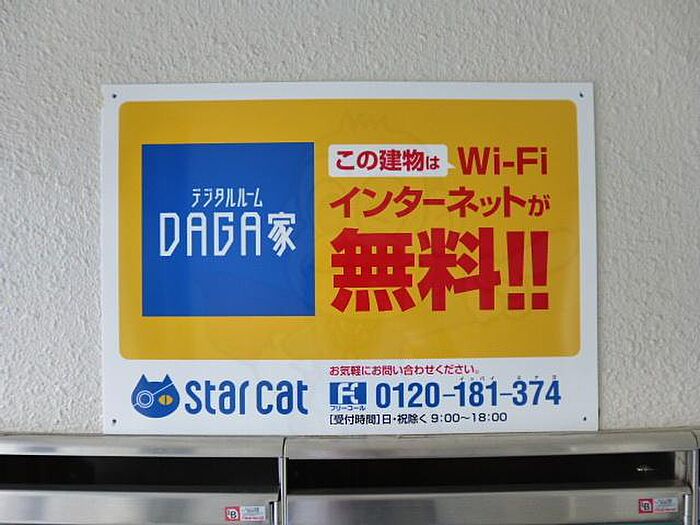 デジタルルーム
DAGA家
この建物は Wi-Fi
インターネットが
無料!!
star cat
お気軽にお問い合わせください。
フリーコール
0120-181-374
[受付時間]日・祝除く 9:00~18:00